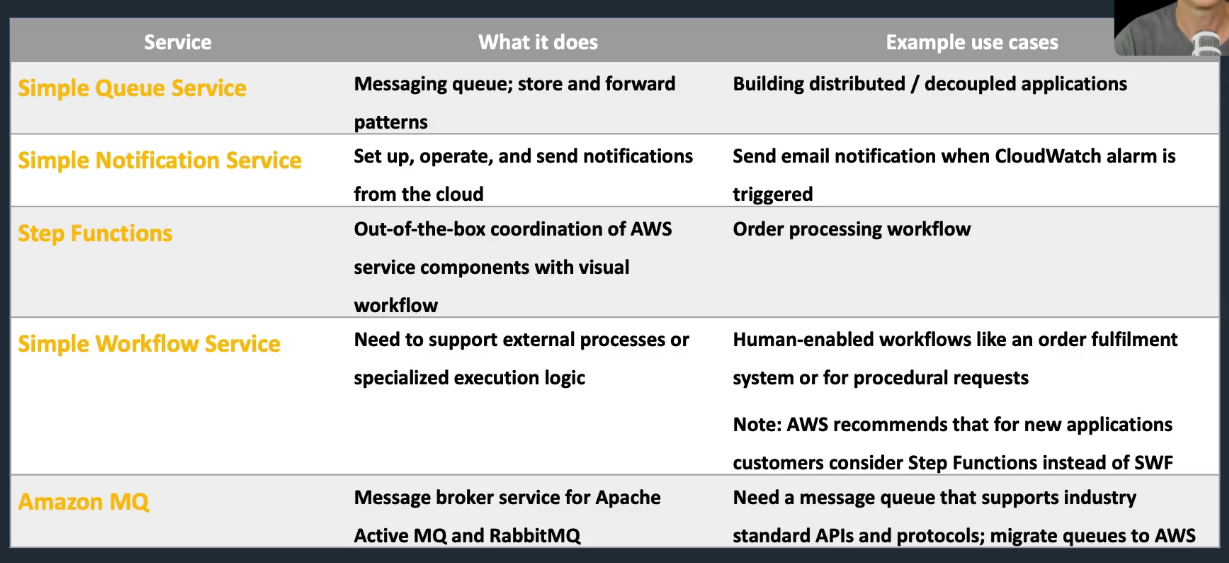 Service What it does Example use cases
Simple Queue Service
Messaging queue; store and forward
patterns
Building distributed / decoupled applications
Simple Notification Service
Set up, operate, and send notifications
from the cloud
Send email notification when CloudWatch alarm is
triggered
Step Functions
Out-of-the-box coordination of AWS
service components with visual
workflow
Order processing workflow
Simple Workflow Service
Need to support external processes or
specialized execution logic
Human-enabled workflows like an order fulfilment
system or for procedural requests
Note: AWS recommends that for new applications
customers consider Step Functions instead of SWF
Amazon MQ
Message broker service for Apache
Active MQ and RabbitMQ
Need a message queue that supports industry
standard APIs and protocols; migrate queues to AWS